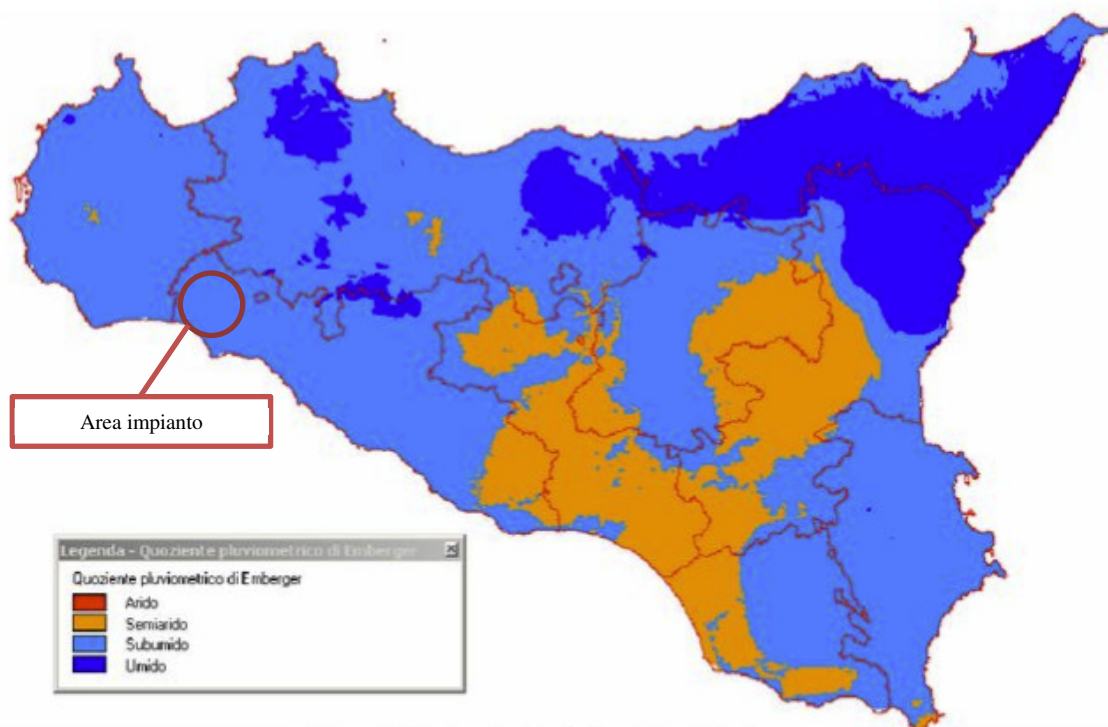 Area impianto
Legenda - Quoziente pluviometrico di Emberger
Quoziente pluviometrico di Emberger
Arido
Semiarido
Subumido
Umido